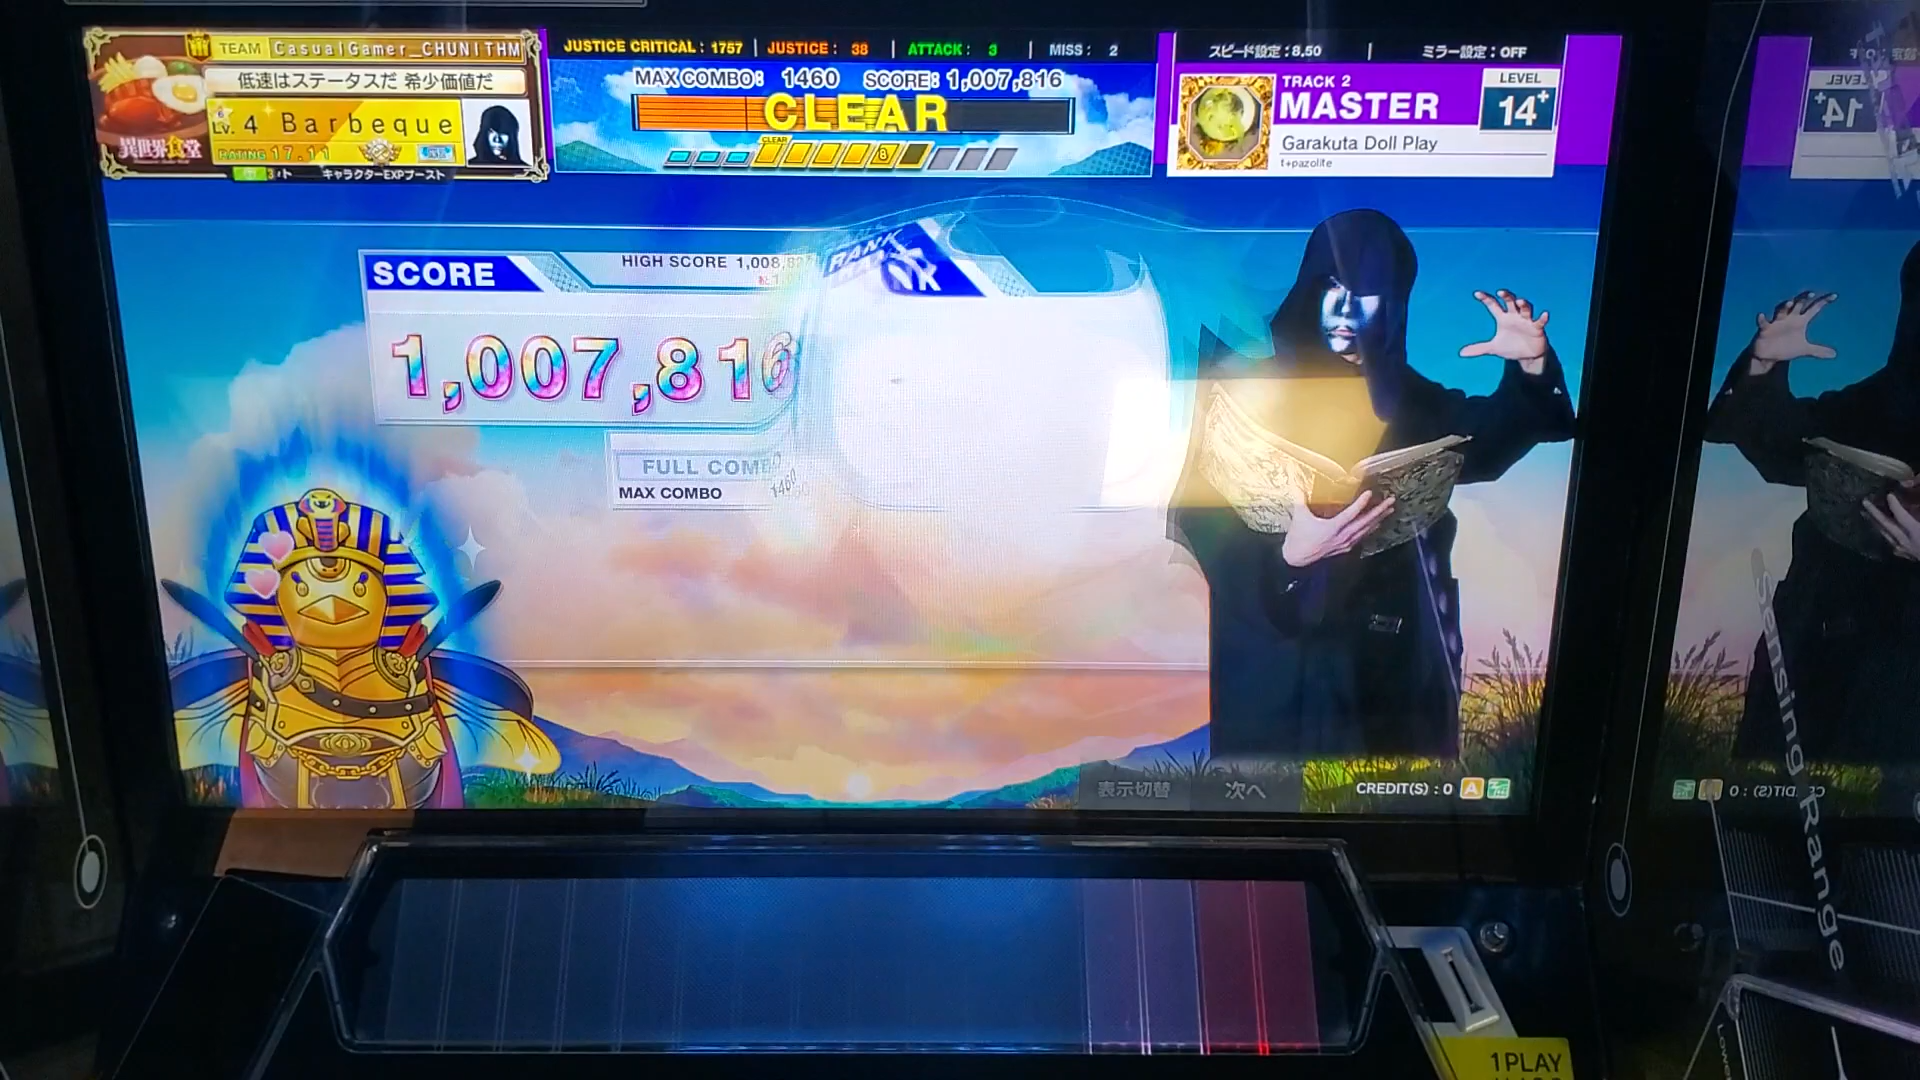 TEAM CasualGamer_CHUNITHM
低速はステータスだ 希少価値だ
Lv. 4 Barbeque
RATING 17.11
異世界食堂
キャラクターEXPブースト
JUSTICE CRITICAL : 1757 | JUSTICE : 38 | ATTACK : 3 | MISS : 2
MAX COMBO: 1460 SCORE: 1,007,816
CLEAR
CLEAR
8
スピード設定:8.50 | ミラー設定:OFF
TRACK 2
MASTER
LEVEL
14+
Garakuta Doll Play
t+pazolite
SCORE
HIGH SCORE 1,008,8
RANK
1,007,816
FULL COMB
MAX COMBO 1460
表示切替 次へ CREDIT(S) : 0 A
Sensing Range
1PLAY